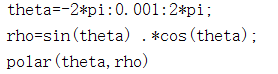 theta=-2*pi:0.001:2*pi;
rho=sin(theta) .*cos(theta);
polar(theta,rho)